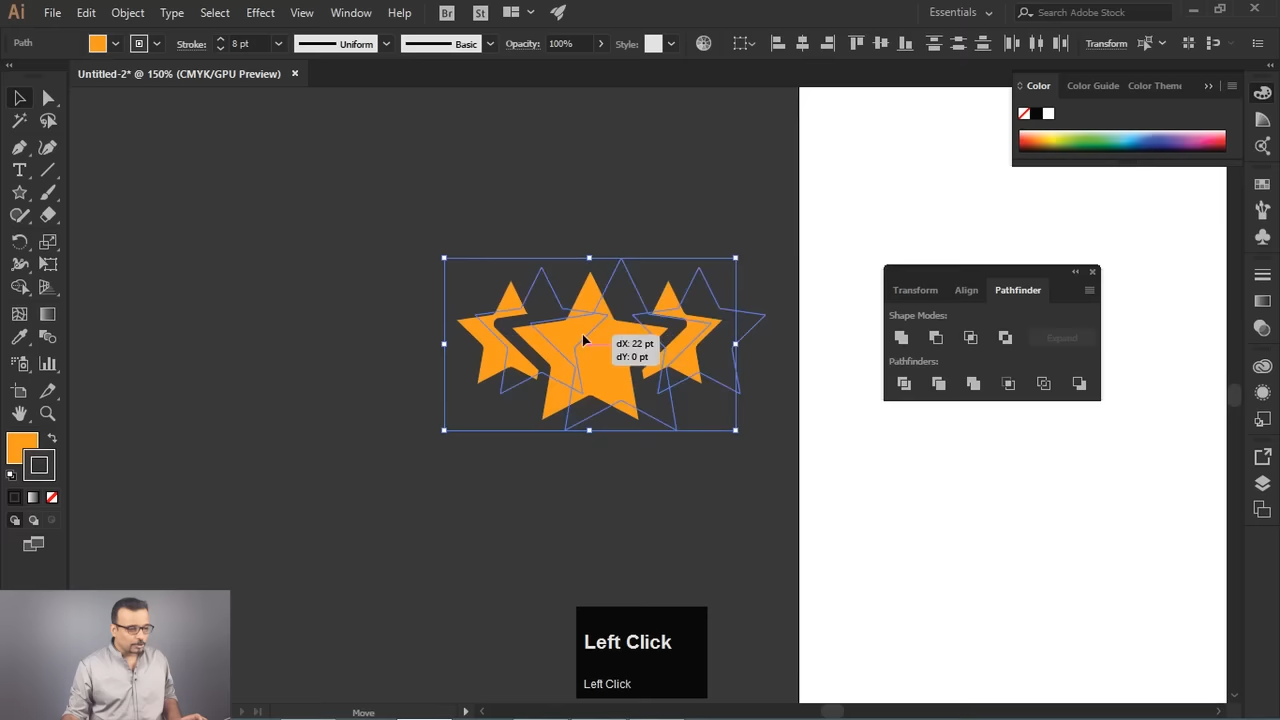 Ai File Edit Object Type Select Effect View Window Help Br St Essentials Search Adobe Stock
Path Stroke: 8 pt Uniform Basic Opacity: 100% Style: Transform
Untitled-2* @ 150% (CMYK/GPU Preview)
Color Color Guide Color Theme
dX: 22 pt
dY: 0 pt
Transform Align Pathfinder
Shape Modes:
Expand
Pathfinders:
Left Click
Left Click
Move